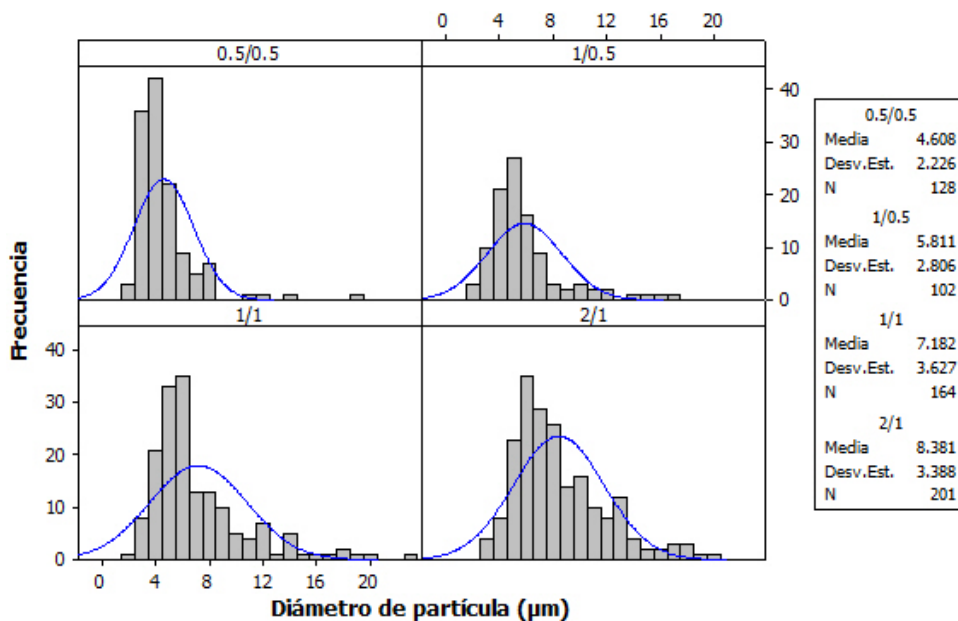 0 4 8 12 16 20
0.5/0.5 1/0.5
40
30
20
10
0
1/1 2/1
40
30
20
10
0
0 4 8 12 16 20
Frecuencia
Diámetro de partícula (µm)
0.5/0.5
Media 4.608
Desv.Est. 2.226
N 128
1/0.5
Media 5.811
Desv.Est. 2.806
N 102
1/1
Media 7.182
Desv.Est. 3.627
N 164
2/1
Media 8.381
Desv.Est. 3.388
N 201